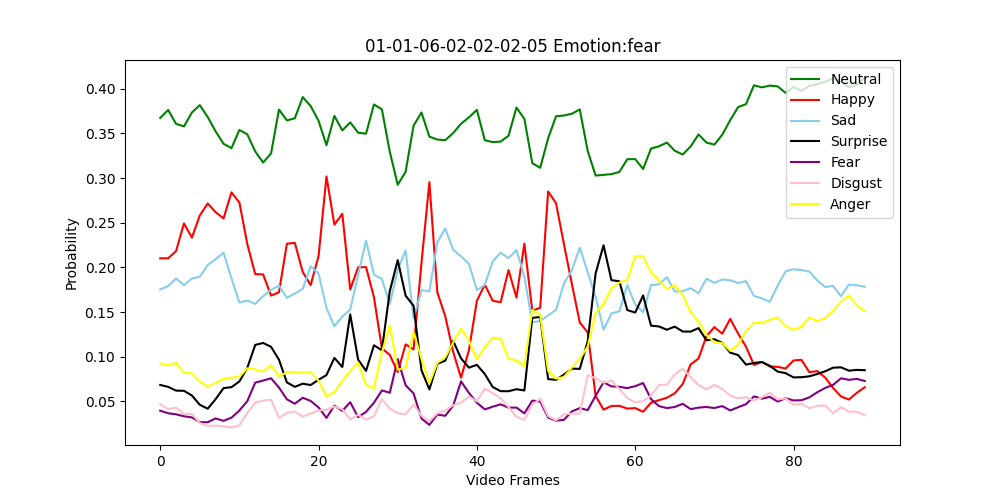 01-01-06-02-02-02-05 Emotion:fear
Probability
0.40
0.35
0.30
0.25
0.20
0.15
0.10
0.05
0
20
40
60
80
Video Frames
Neutral
Happy
Sad
Surprise
Fear
Disgust
Anger